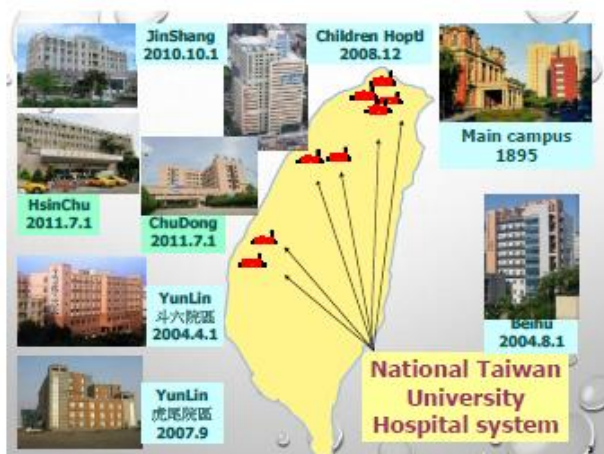 JinShang
2010.10.1
Children Hoptl
2008.12
Main campus
1895
HsinChu
2011.7.1
ChuDong
2011.7.1
YunLin
斗六院區
2004.4.1
Beihu
2004.8.1
YunLin
虎尾院區
2007.9
National Taiwan
University
Hospital system